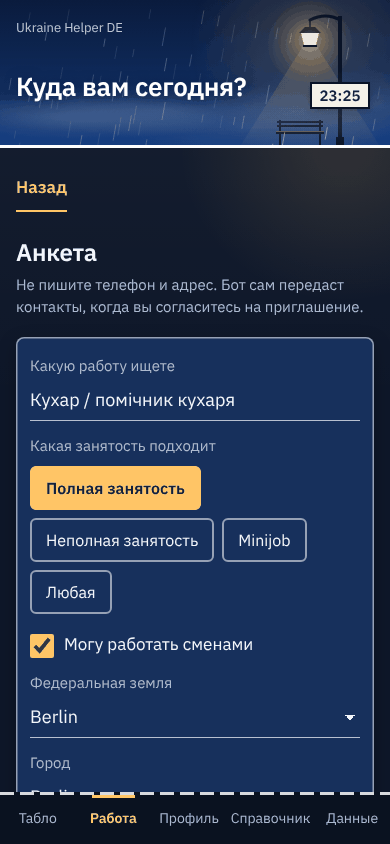 Ukraine Helper DE
Куда вам сегодня?
23:25
Назад
Анкета
Не пишите телефон и адрес. Бот сам передаст
контакты, когда вы согласитесь на приглашение.
Какую работу ищете
Кухар / помічник кухаря
Какая занятость подходит
Полная занятость
Неполная занятость
Minijob
Любая
Могу работать сменами
Федеральная земля
Berlin
Город
Табло
Работа
Профиль
Справочник
Данные